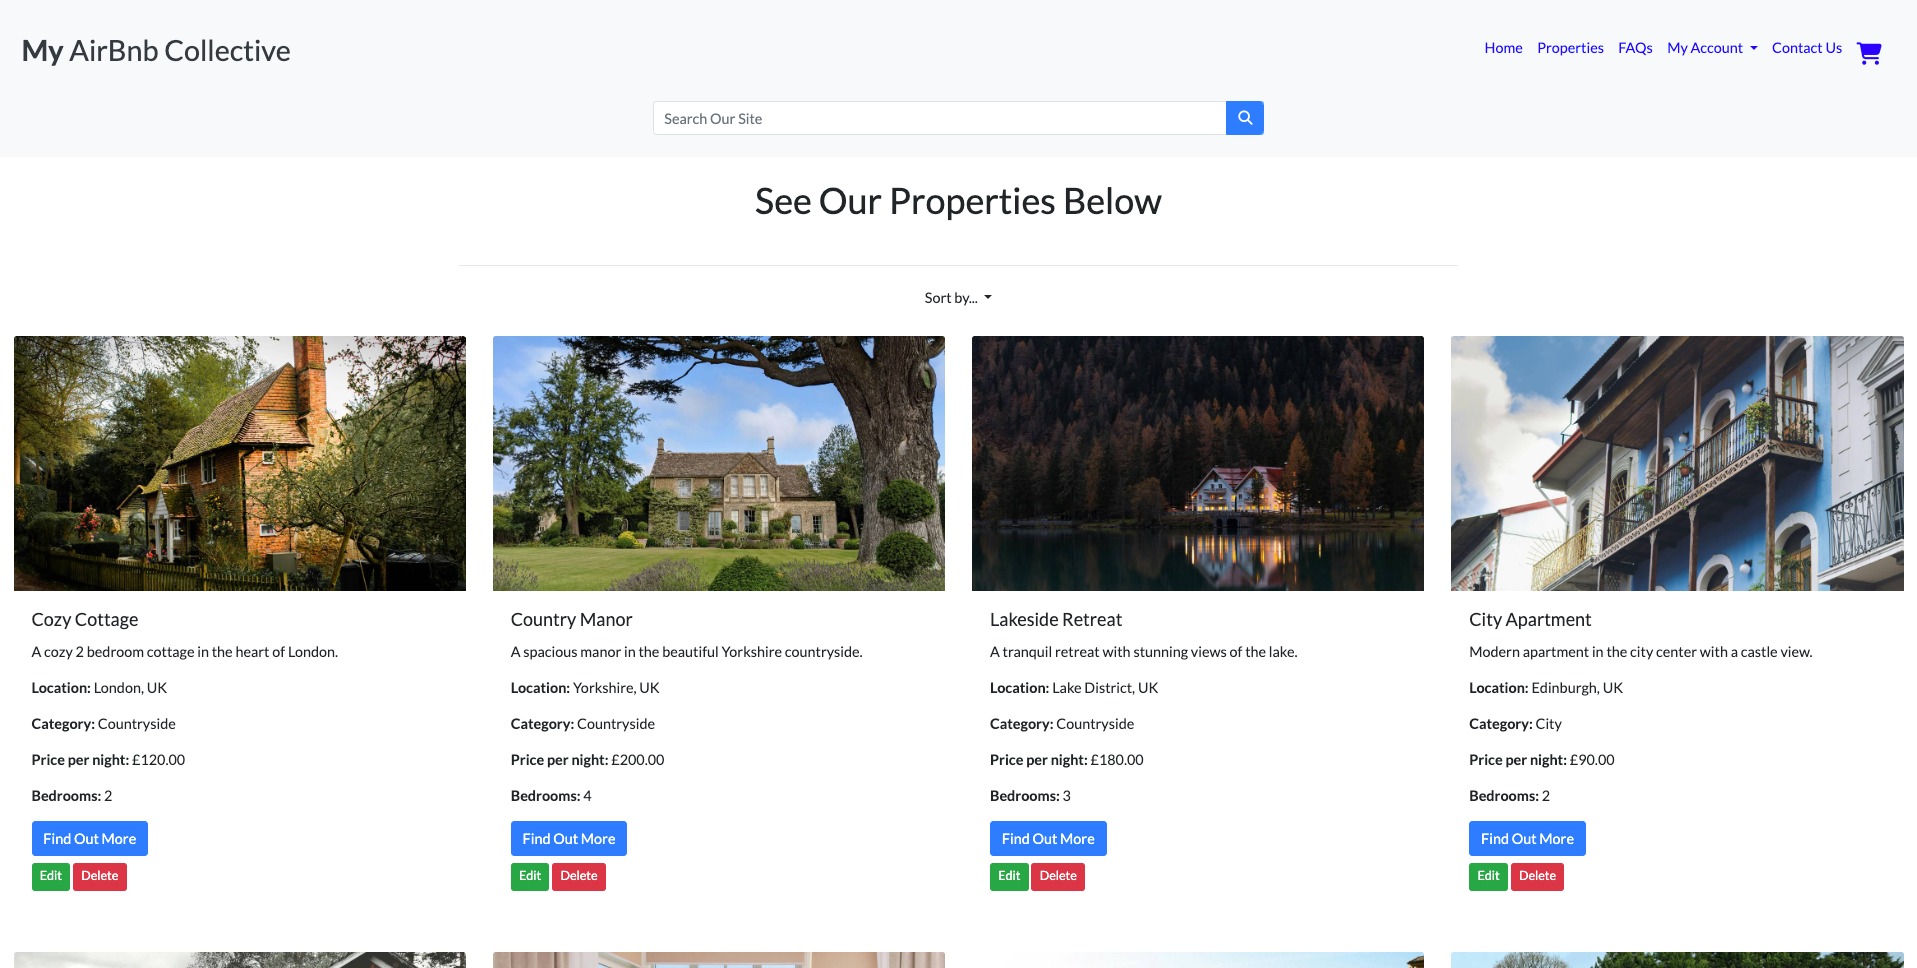 My AirBnb Collective
Home Properties FAQs My Account Contact Us
Search Our Site
See Our Properties Below
Sort by...
Cozy Cottage
A cozy 2 bedroom cottage in the heart of London.
Location: London, UK
Category: Countryside
Price per night: £120.00
Bedrooms: 2
Find Out More
Edit Delete
Country Manor
A spacious manor in the beautiful Yorkshire countryside.
Location: Yorkshire, UK
Category: Countryside
Price per night: £200.00
Bedrooms: 4
Find Out More
Edit Delete
Lakeside Retreat
A tranquil retreat with stunning views of the lake.
Location: Lake District, UK
Category: Countryside
Price per night: £180.00
Bedrooms: 3
Find Out More
Edit Delete
City Apartment
Modern apartment in the city center with a castle view.
Location: Edinburgh, UK
Category: City
Price per night: £90.00
Bedrooms: 2
Find Out More
Edit Delete